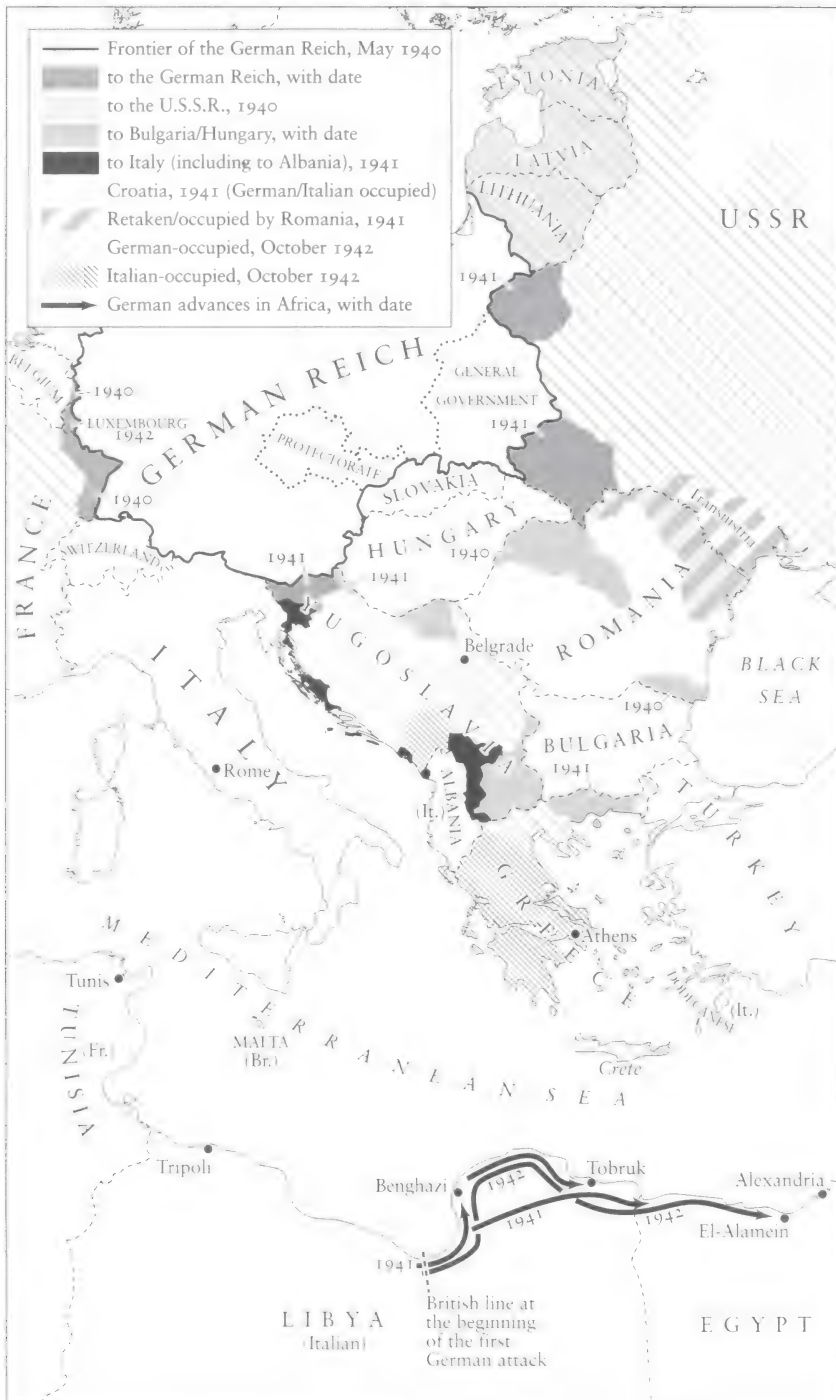 Frontier of the German Reich, May 1940
to the German Reich, with date
to the U.S.S.R., 1940
to Bulgaria/Hungary, with date
to Italy (including to Albania), 1941
Croatia, 1941 (German/Italian occupied)
Retaken/occupied by Romania, 1941
German-occupied, October 1942
Italian-occupied, October 1942
German advances in Africa, with date
ESTONIA
LATVIA
LITHUANIA
USSR
1941
BELGIUM
1940
LUXEMBOURG
1942
GERMAN REICH
GENERAL
GOVERNMENT
1941
PROTECTORATE
1940
SLOVAKIA
FRANCE
WITZERLAND
HUNGARY
1940
1941
1941
Transnistria
ROMANIA
YUGOSLAVIA
Belgrade
BLACK
SEA
ITALY
1940
BULGARIA
1941
Rome
(It.)
ALBANIA
TURKEY
GREECE
Athens
MEDITERRANEAN SEA
Tunis
TUNISIA
(Fr.)
MALTA
(Br.)
DODECANESE
(It.)
Crete
Tripoli
Benghazi
1942
Tobruk
Alexandria
1941
1942
El-Alamein
1941
LIBYA
(Italian)
British line at
the beginning
of the first
German attack
EGYPT